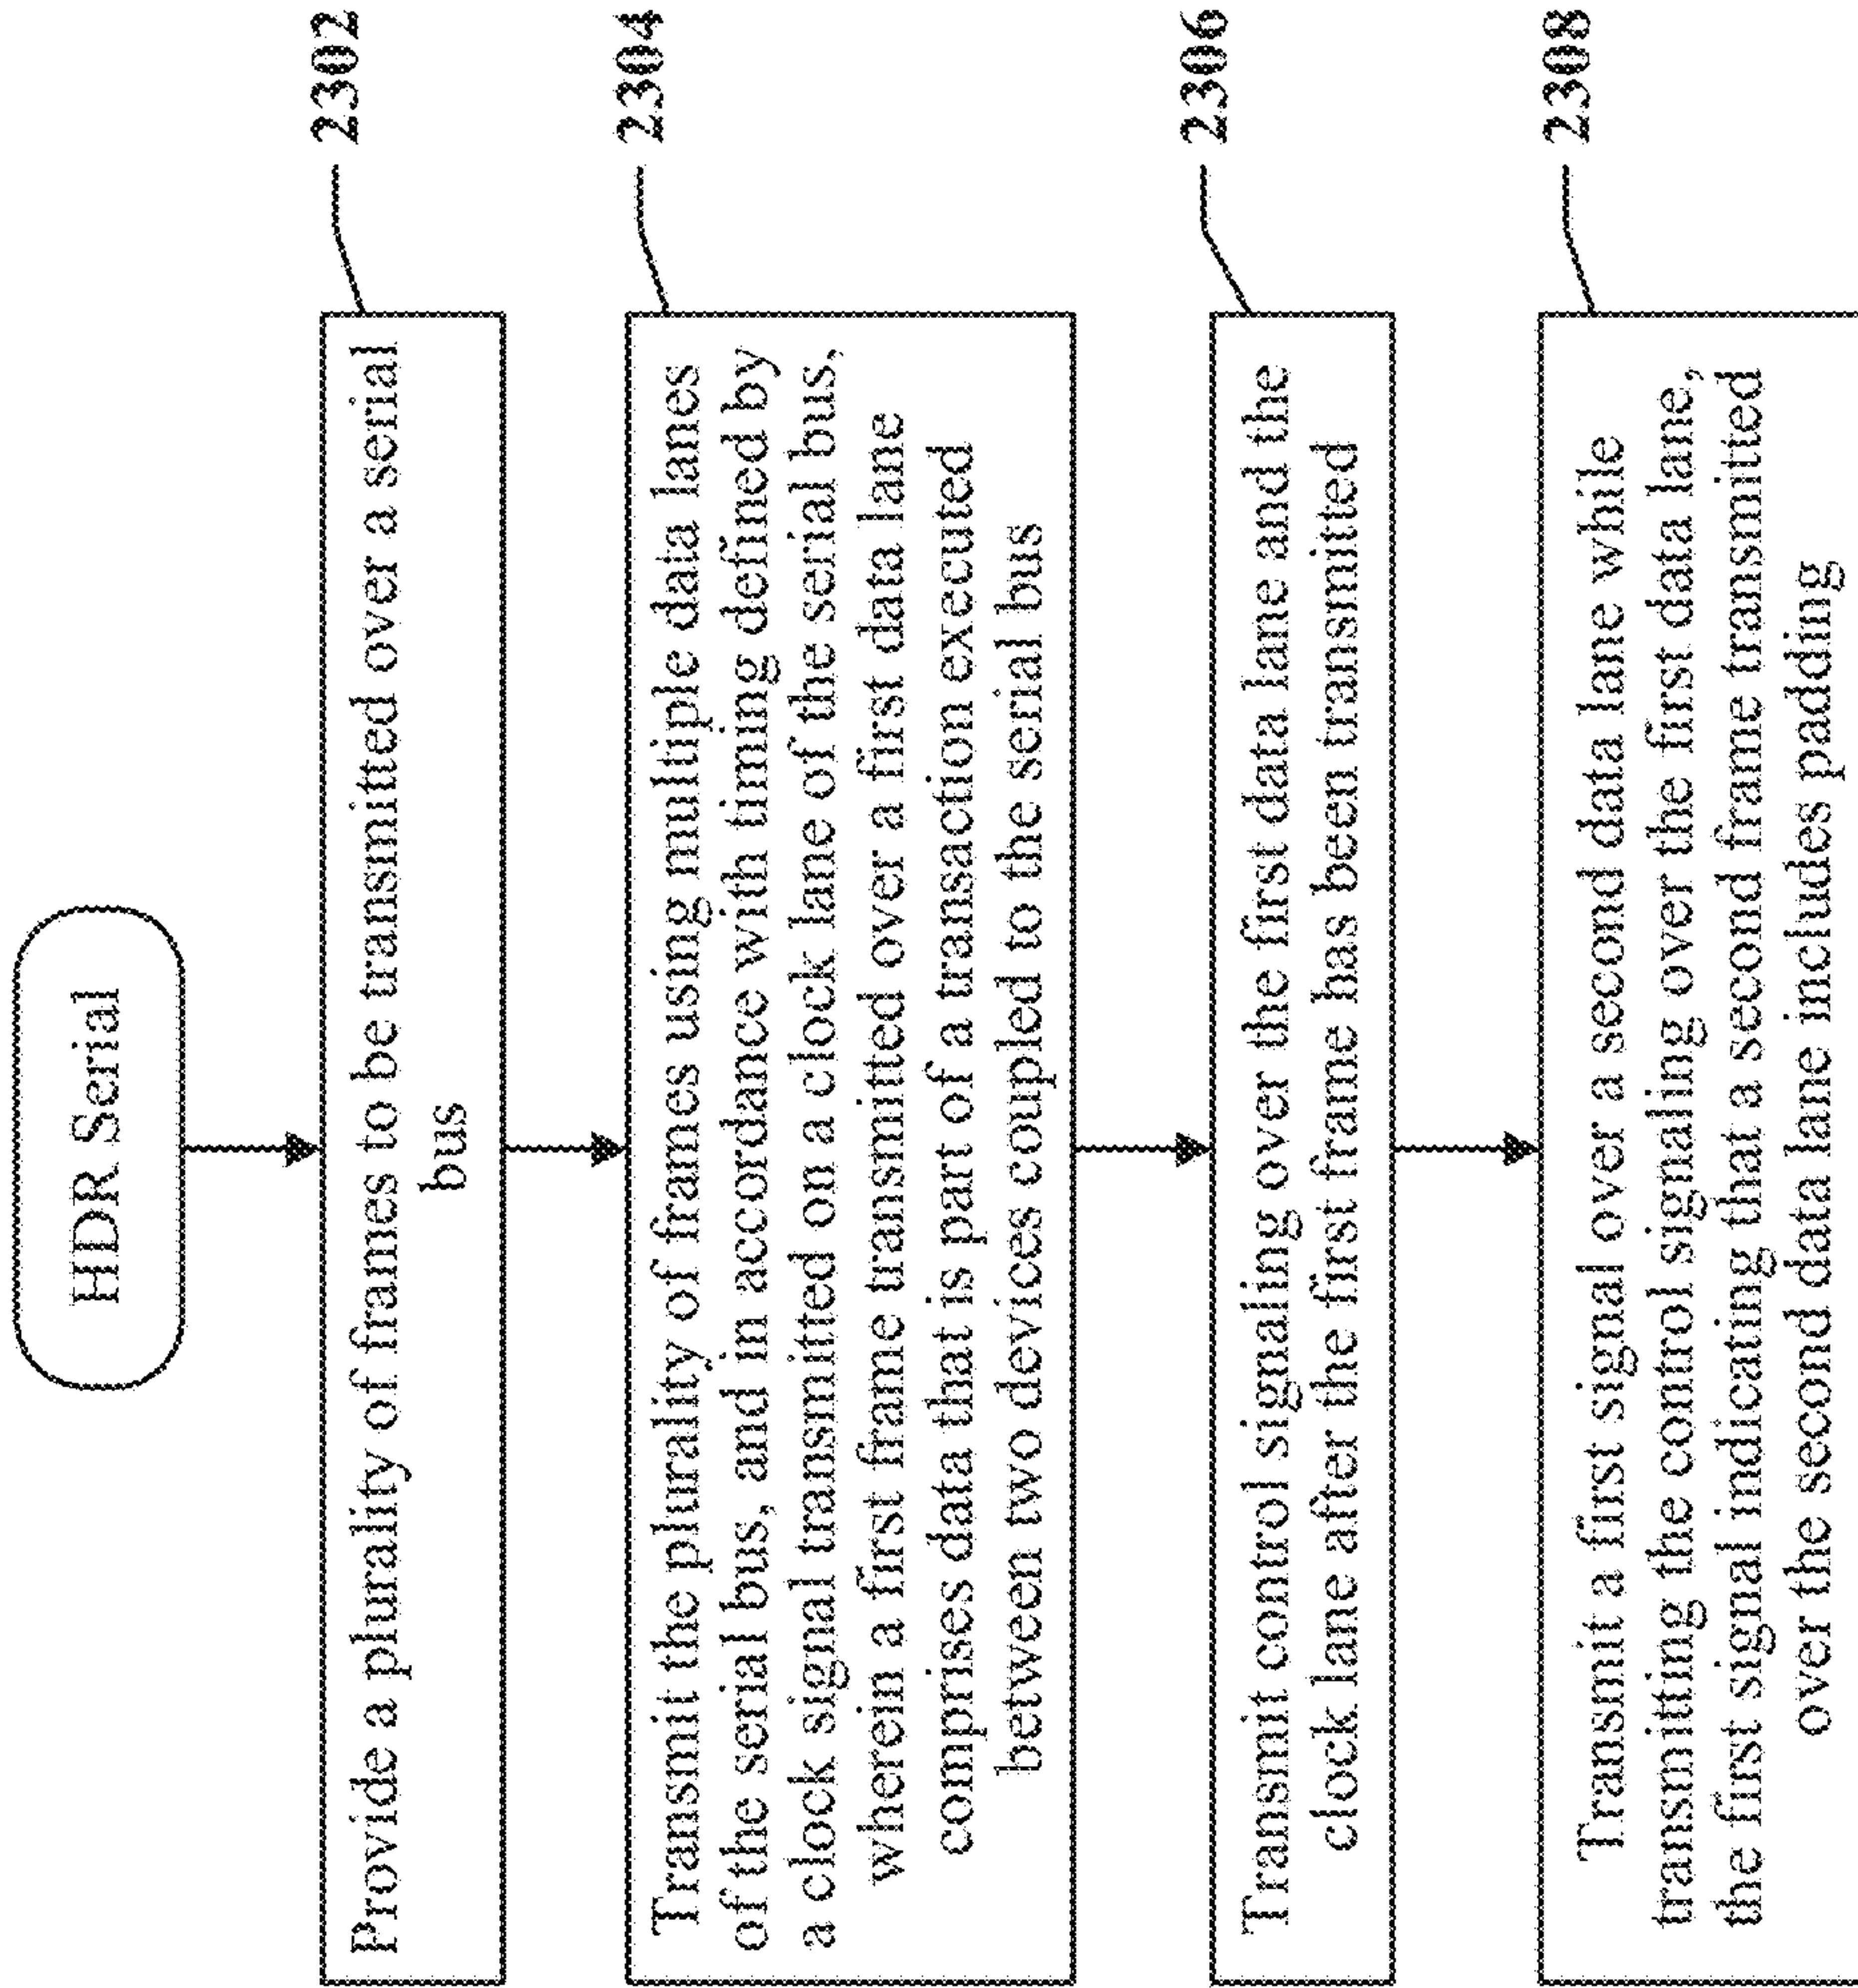 HDR Serial
2302
Provide a plurality of frames to be transmitted over a serial
bus
2304
Transmit the plurality of frames using multiple data lanes
of the serial bus, and in accordance with timing defined by
a clock signal transmitted on a clock lane of the serial bus,
wherein a first frame transmitted over a first data lane
comprises data that is part of a transaction executed
between two devices coupled to the serial bus
2306
Transmit control signaling over the first data lane and the
clock lane after the first frame has been transmitted
2308
Transmit a first signal over a second data lane while
transmitting the control signaling over the first data lane,
the first signal indicating that a second frame transmitted
over the second data lane includes padding